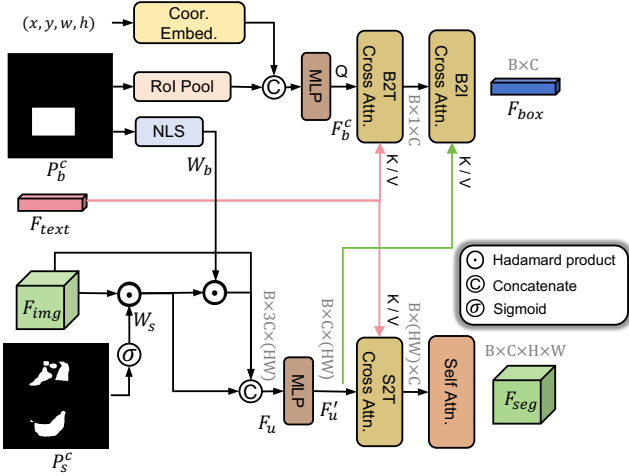 (x, y, w, h)
Coor.
Embed.
RoI Pool
NLS
P_b^c
W_b
C
MLP
Q
F_b^c
B2T
Cross Attn.
B×1×C
B2I
Cross Attn.
B×C
F_box
K / V
K / V
F_text
F_img
W_s
σ
P_s^c
B×3C×(HW)
C
F_u
MLP
B×C×(HW)
F_u'
K / V
S2T
Cross Attn.
B×(HW)×C
Self Attn.
B×C×H×W
F_seg
Hadamard product
C Concatenate
σ Sigmoid